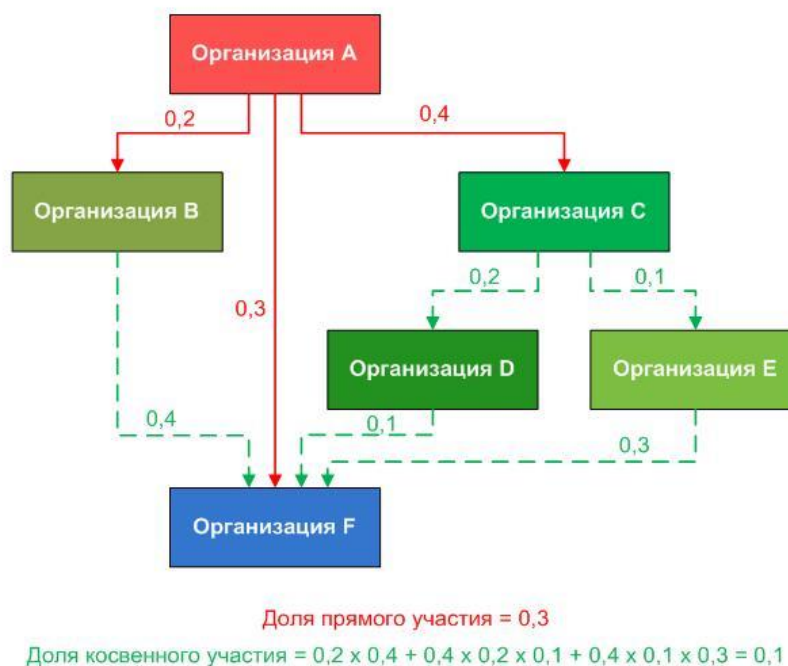 Организация A
0,2
0,4
Организация B
Организация C
0,2
0,1
0,3
Организация D
Организация E
0,4
0,1
0,3
Организация F
Доля прямого участия = 0,3
Доля косвенного участия = 0,2 x 0,4 + 0,4 x 0,2 x 0,1 + 0,4 x 0,1 x 0,3 = 0,1